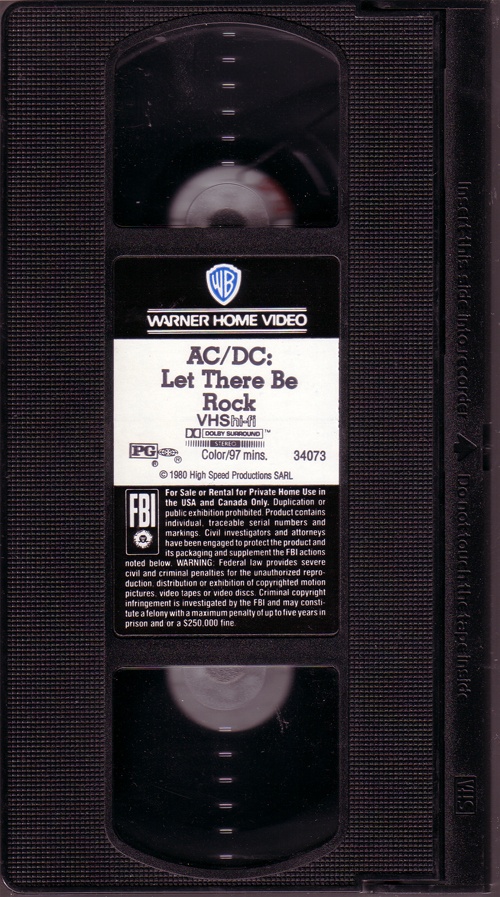 WB
WARNER HOME VIDEO
AC/DC:
Let There Be
Rock
VHS hi-fi
DOLBY SURROUND™
STEREO
PG ® ®
Color/97 mins. 34073
© 1980 High Speed Productions SARL
FBI
For Sale or Rental for Private Home Use in
the USA and Canada Only. Duplication or
public exhibition prohibited. Product contains
individual, traceable serial numbers and
markings. Civil investigators and attorneys
have been engaged to protect the product and
its packaging and supplement the FBI actions
noted below. WARNING: Federal law provides severe
civil and criminal penalties for the unauthorized repro-
duction, distribution or exhibition of copyrighted motion
pictures, video tapes or video discs. Criminal copyright
infringement is investigated by the FBI and may consti-
tute a felony with a maximum penalty of up to five years in
prison and or a $250,000 fine.
Insert this side into recorder
Do not touch the tape inside
VHS